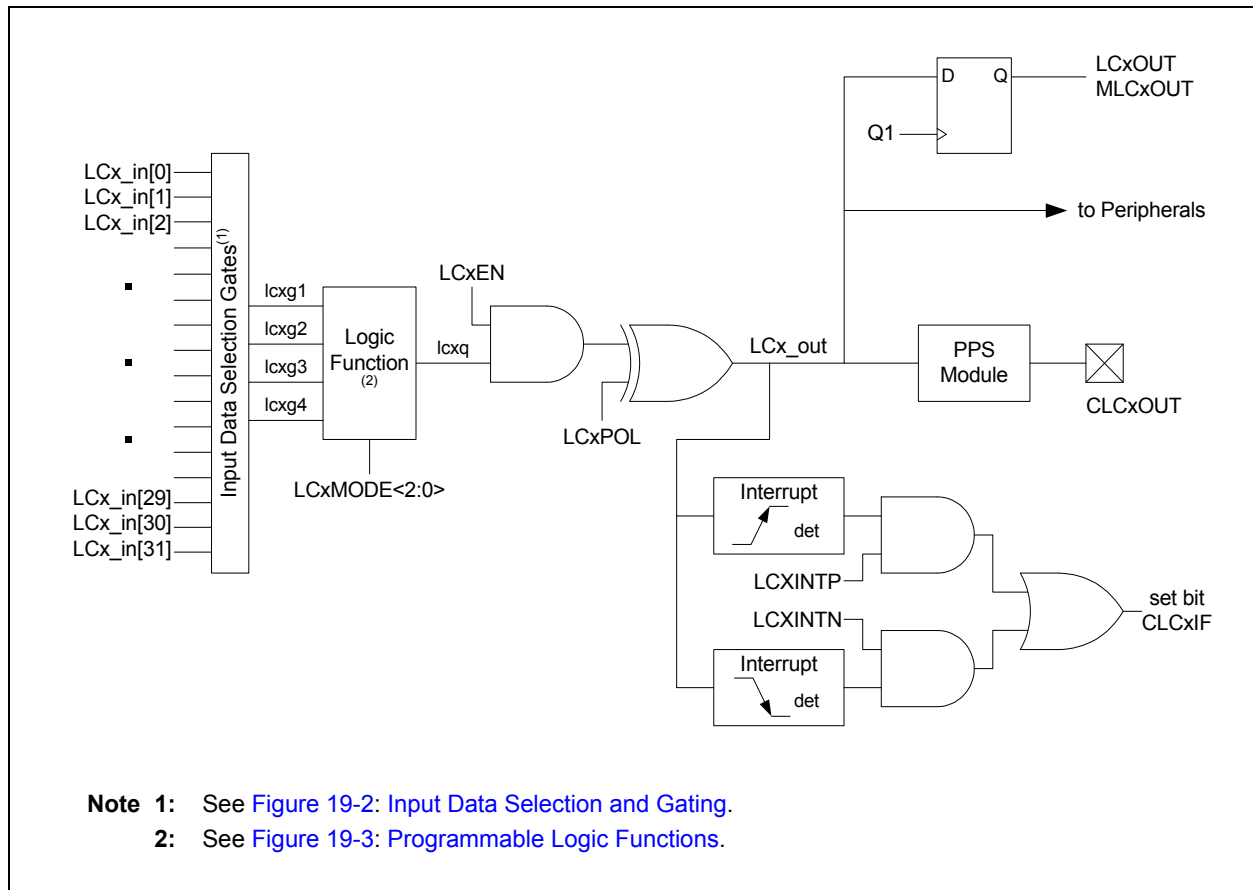 LCxOUT
MLCxOUT
D Q
Q1
LCx_in[0]
LCx_in[1]
LCx_in[2]
to Peripherals
Input Data Selection Gates(1)
LCxEN
lcxg1
lcxg2
lcxg3
lcxg4
Logic
Function
(2)
lcxq
LCx_out
PPS
Module
CLCxOUT
LCxPOL
LCxMODE<2:0>
LCx_in[29]
LCx_in[30]
LCx_in[31]
Interrupt
det
LCXINTP
LCXINTN
set bit
CLCxIF
Interrupt
det
Note 1: See Figure 19-2: Input Data Selection and Gating.
2: See Figure 19-3: Programmable Logic Functions.